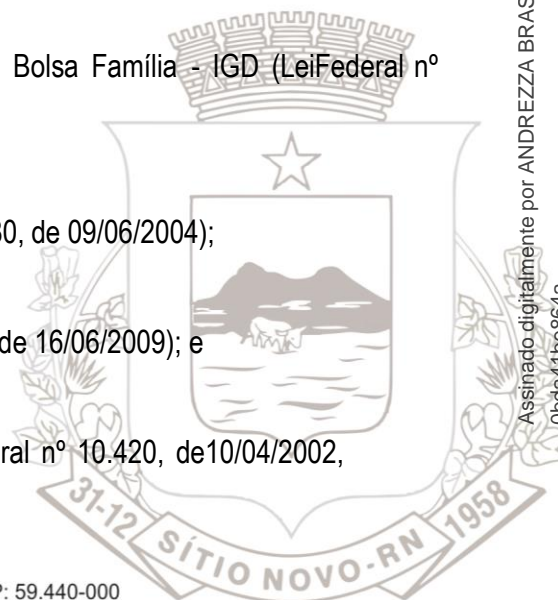 Bolsa Família - IGD (LeiFederal nº
30, de 09/06/2004);
de 16/06/2009); e
ral nº 10.420, de10/04/2002,
31-12 SÍTIO NOVO-RN 1958
: 59.440-000
Assinado digitalmente por ANDREZZA BRAS